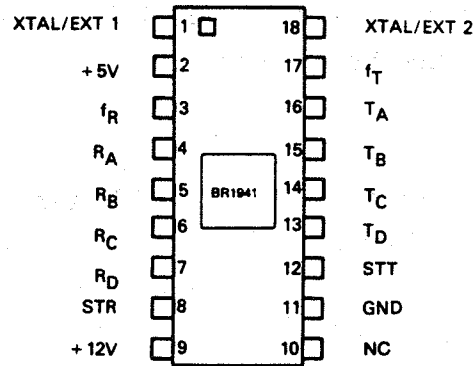 XTAL/EXT 1 1 18 XTAL/EXT 2
+5V 2 17 fT
fR 3 16 TA
RA 4 15 TB
RB 5 BR1941 14 TC
RC 6 13 TD
RD 7 12 STT
STR 8 11 GND
+12V 9 10 NC